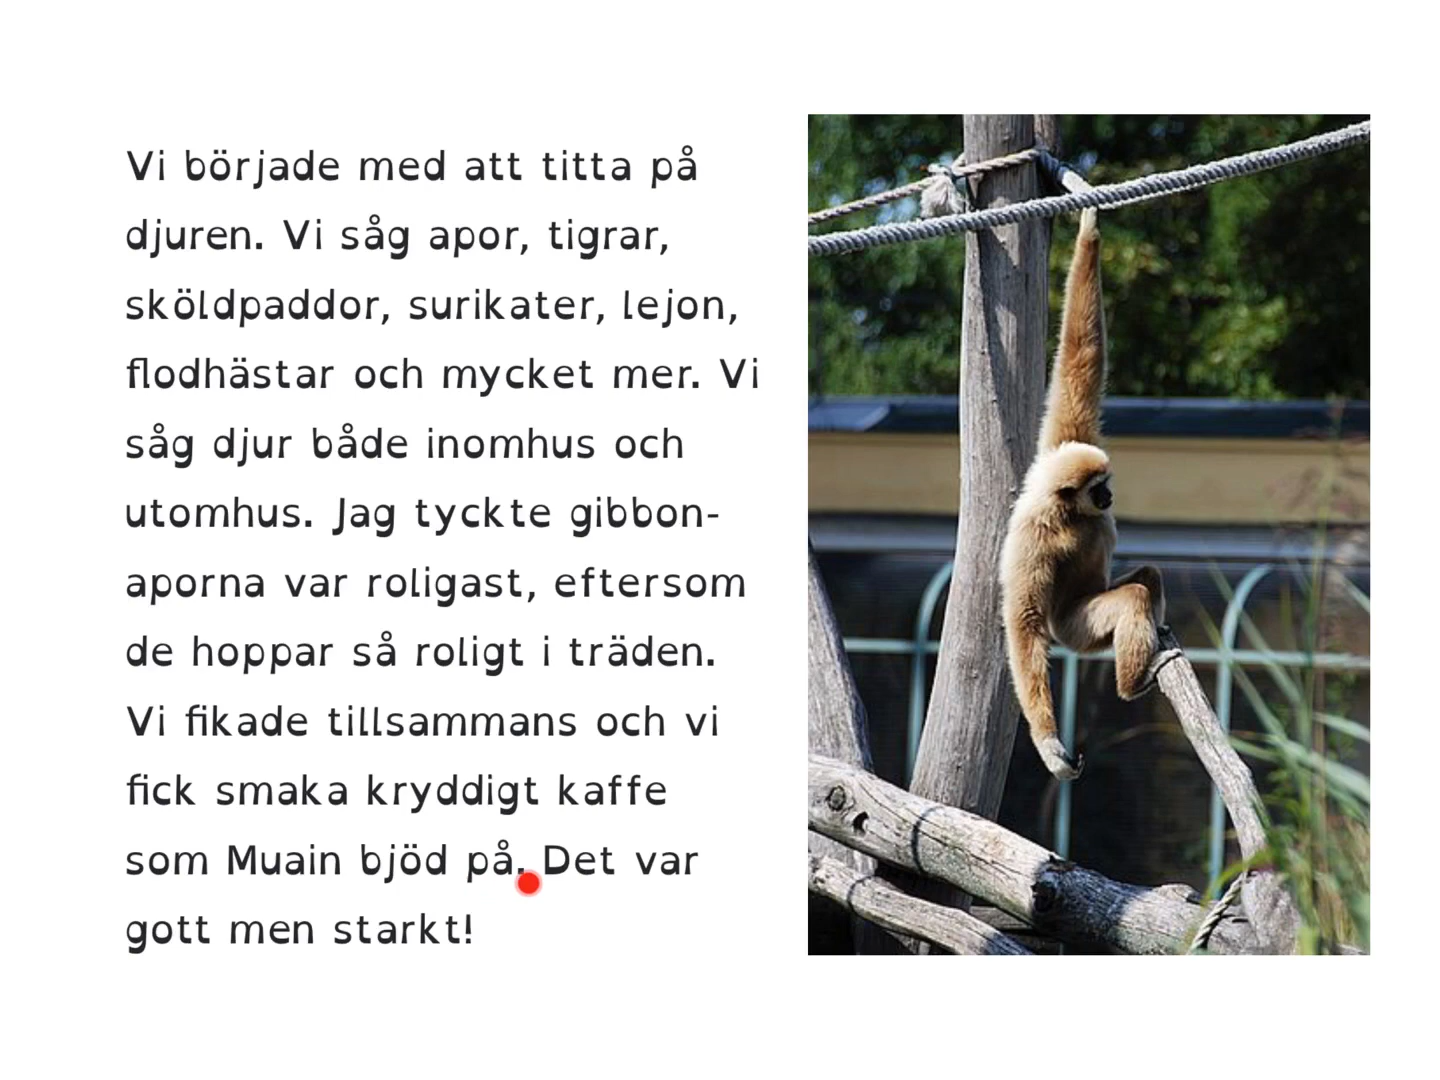 Vi började med att titta på
djuren. Vi såg apor, tigrar,
sköldpaddor, surikater, lejon,
flodhästar och mycket mer. Vi
såg djur både inomhus och
utomhus. Jag tyckte gibbon-
aporna var roligast, eftersom
de hoppar så roligt i träden.
Vi fikade tillsammans och vi
fick smaka kryddigt kaffe
som Muain bjöd på. Det var
gott men starkt!